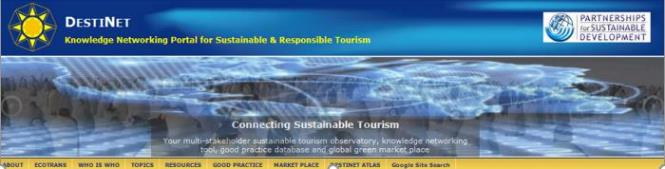 DESTINET
Knowledge Networking Portal for Sustainable & Responsible Tourism
PARTNERSHIPS
for SUSTAINABLE
DEVELOPMENT
Connecting Sustainable Tourism
Your multi-stakeholder sustainable tourism observatory, knowledge networking
tool, good practice database and global green market place
ABOUT ECOTRANS WHO IS WHO TOPICS RESOURCES GOOD PRACTICE MARKET PLACE DESTINET ATLAS Google Site Search